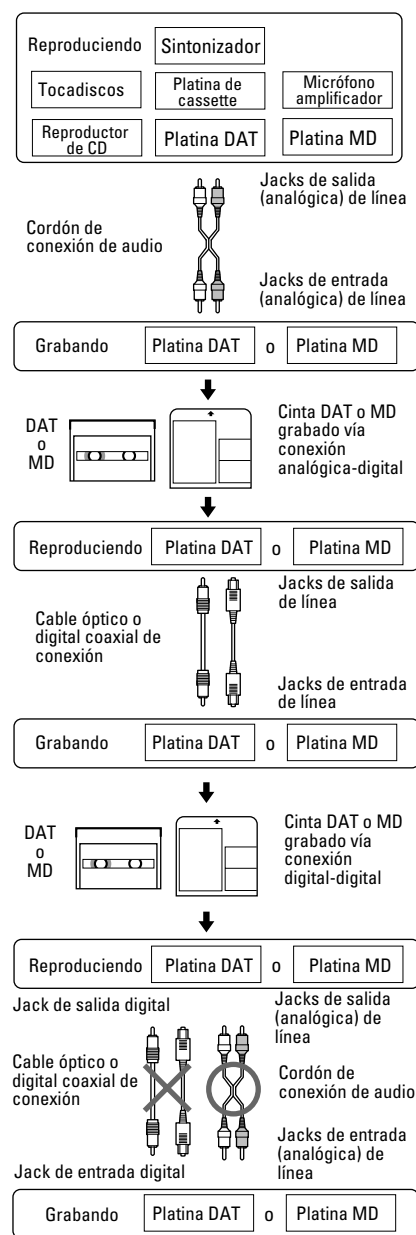 Reproduciendo Sintonizador
Tocadiscos
Platina de
cassette
Micrófono
amplificador
Reproductor
de CD
Platina DAT
Platina MD
Jacks de salida
(analógica) de línea
Cordón de
conexión de audio
Jacks de entrada
(analógica) de línea
Grabando Platina DAT o Platina MD
DAT
o
MD
Cinta DAT o MD
grabado vía
conexión
analógica-digital
Reproduciendo Platina DAT o Platina MD
Jacks de salida
de línea
Cable óptico o
digital coaxial de
conexión
Jacks de entrada
de línea
Grabando Platina DAT o Platina MD
DAT
o
MD
Cinta DAT o MD
grabado vía
conexión
digital-digital
Reproduciendo Platina DAT o Platina MD
Jack de salida digital
Jacks de salida
(analógica) de
línea
Cable óptico o
digital coaxial de
conexión
Cordón de
conexión de audio
Jacks de entrada
(analógica) de
línea
Jack de entrada digital
Grabando Platina DAT o Platina MD